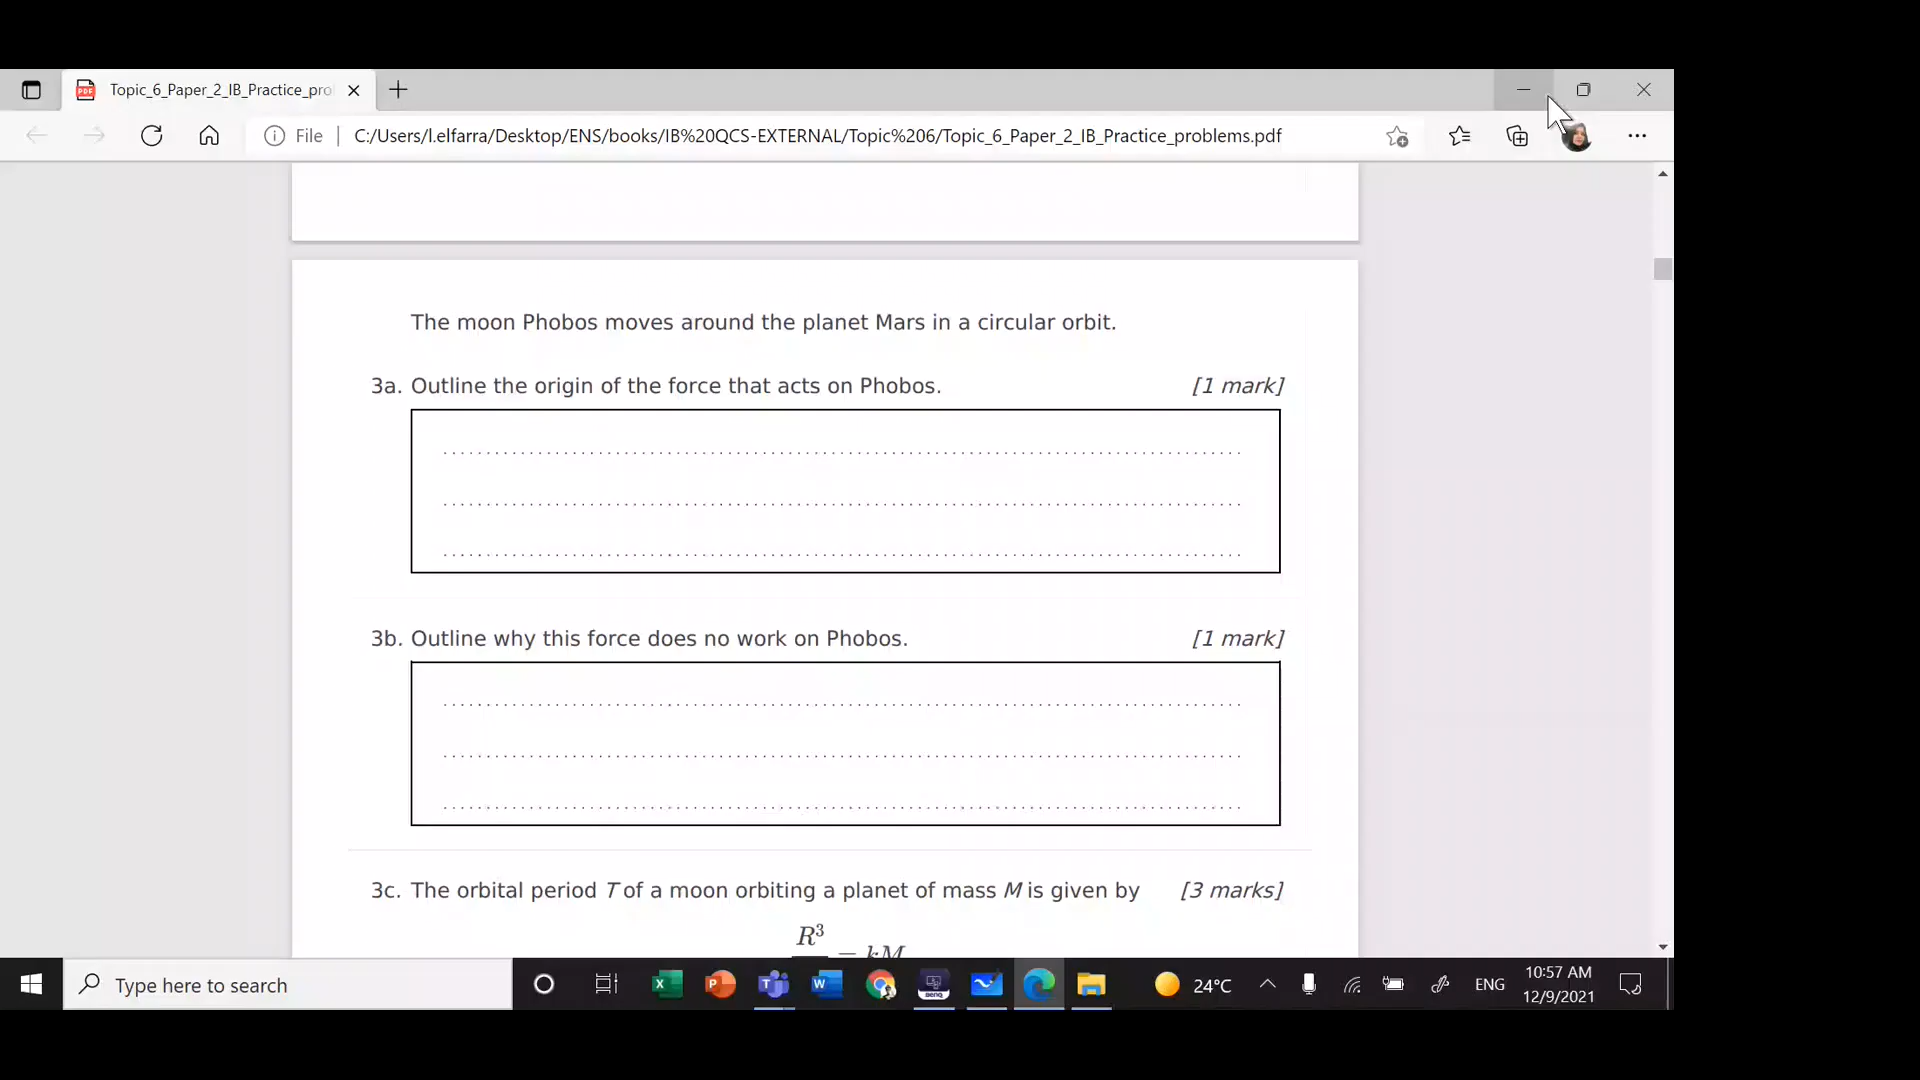 Topic_6_Paper_2_IB_Practice_pro
File
C:/Users/l.elfarra/Desktop/ENS/books/IB%20QCS-EXTERNAL/Topic%206/Topic_6_Paper_2_IB_Practice_problems.pdf
The moon Phobos moves around the planet Mars in a circular orbit.
3a. Outline the origin of the force that acts on Phobos. [1 mark]
3b. Outline why this force does no work on Phobos. [1 mark]
3c. The orbital period T of a moon orbiting a planet of mass M is given by [3 marks]
R³
= kM
Type here to search
24°C
ENG
10:57 AM
12/9/2021